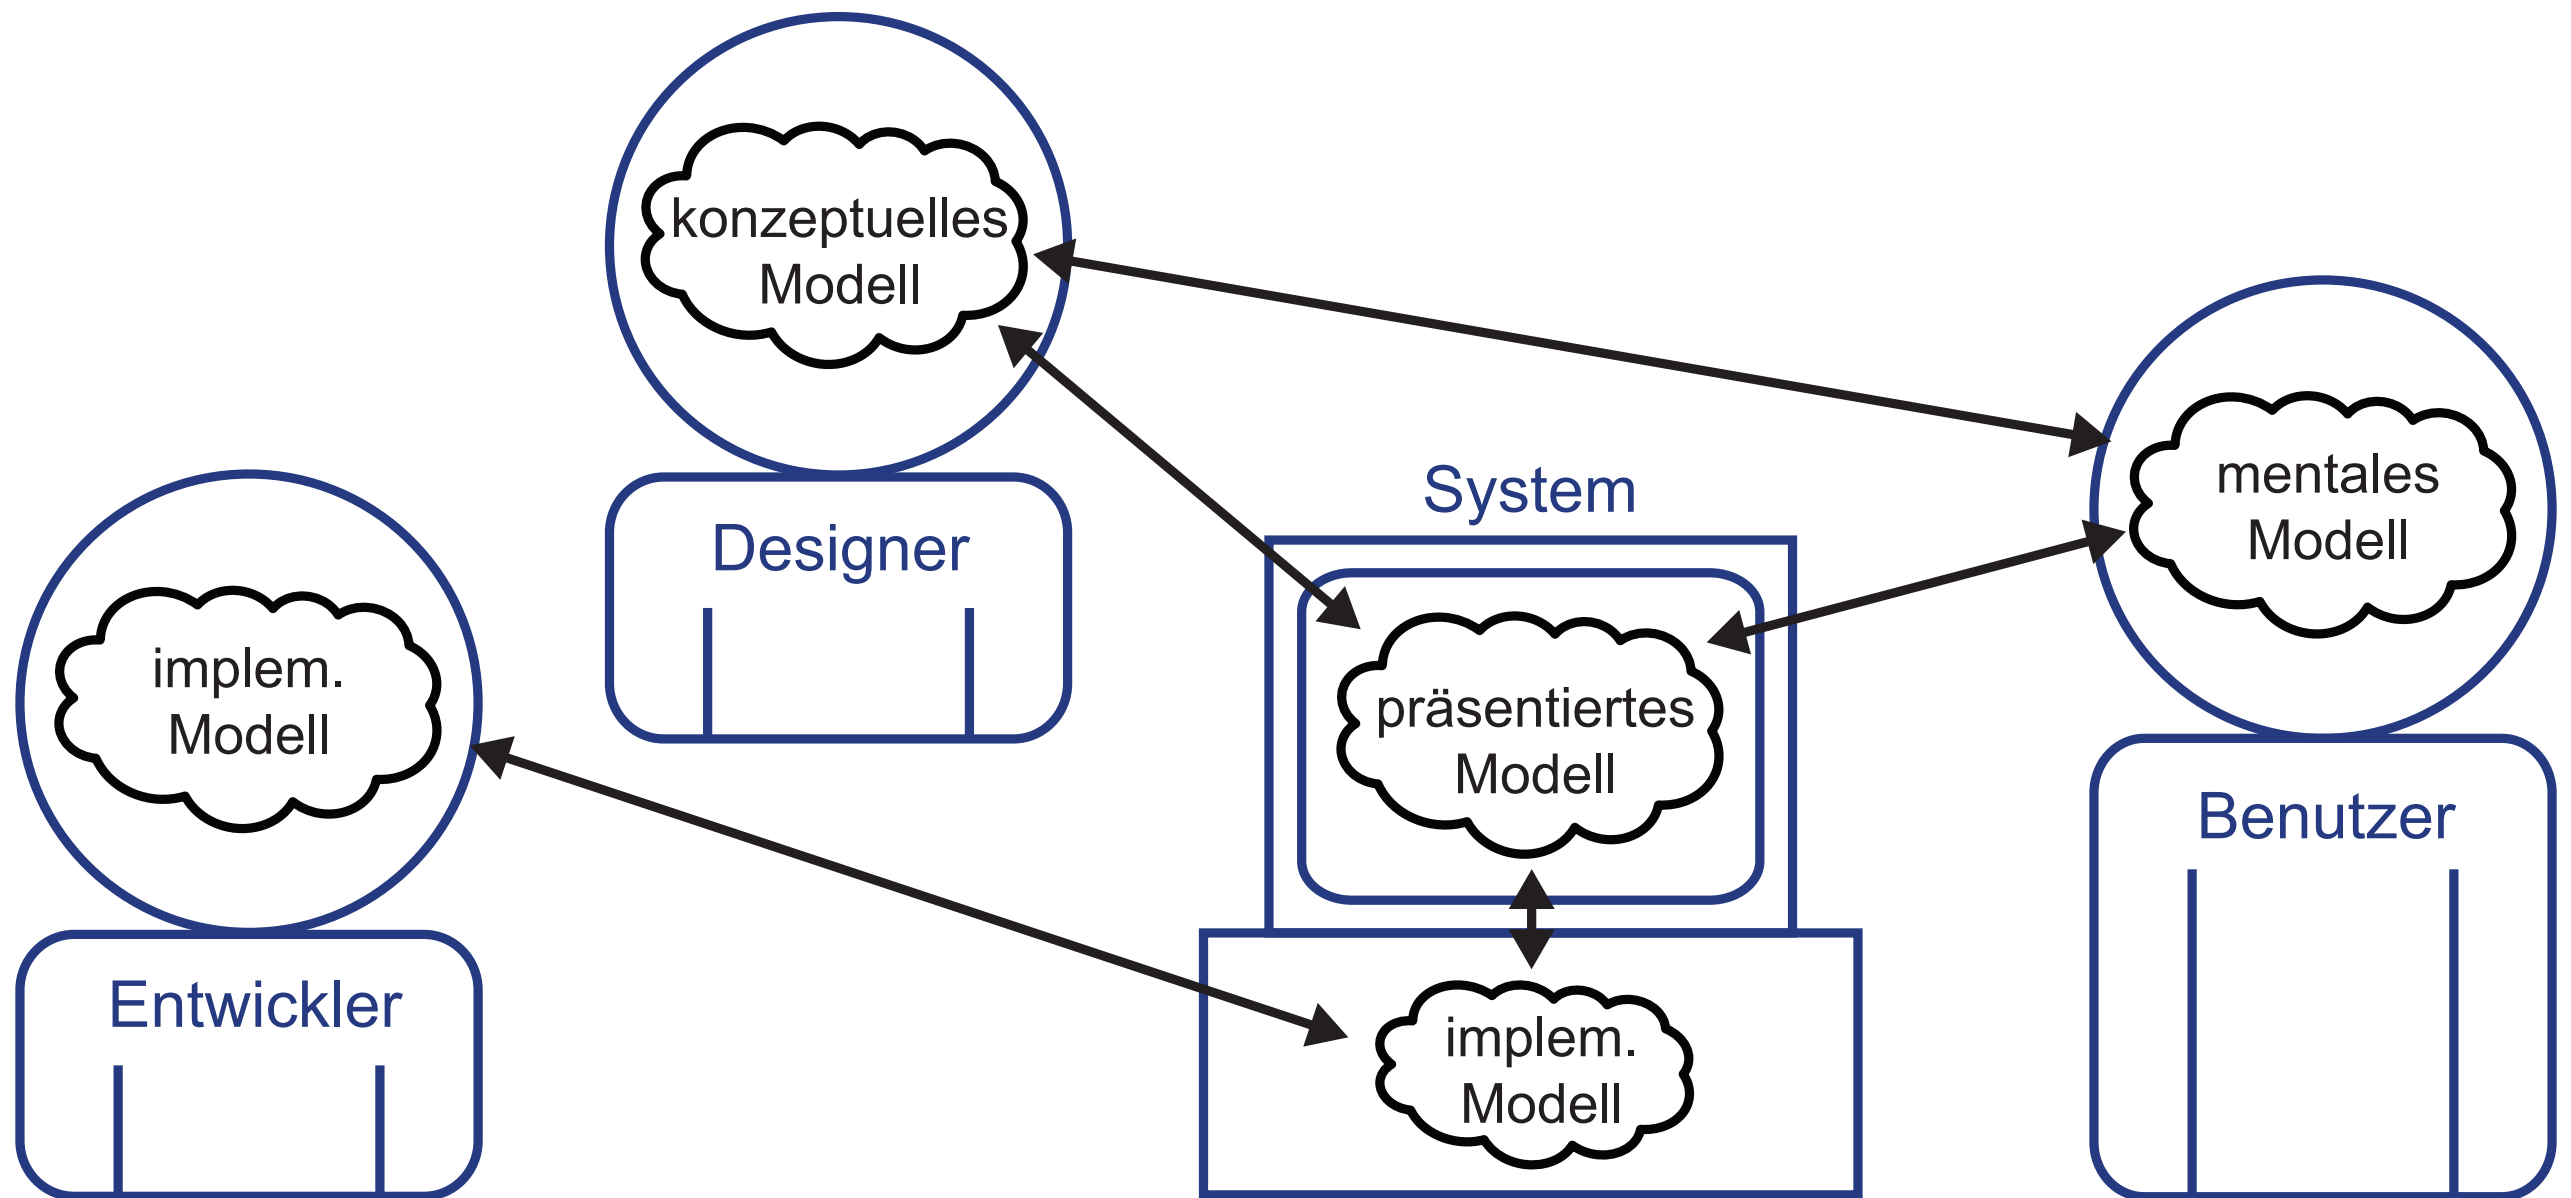 konzeptuelles
Modell
Designer
implem.
Modell
Entwickler
System
präsentiertes
Modell
implem.
Modell
mentales
Modell
Benutzer